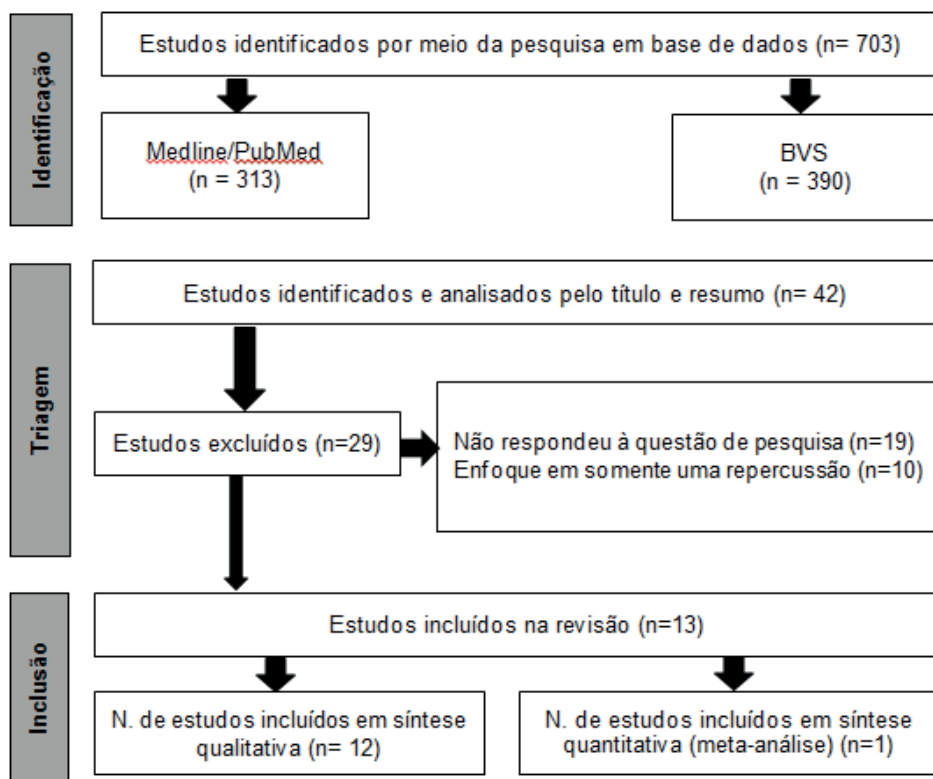 Identificação
Estudos identificados por meio da pesquisa em base de dados (n= 703)
Medline/PubMed
(n = 313)
BVS
(n = 390)
Triagem
Estudos identificados e analisados pelo título e resumo (n= 42)
Estudos excluídos (n=29)
Não respondeu à questão de pesquisa (n=19)
Enfoque em somente uma repercussão (n=10)
Inclusão
Estudos incluídos na revisão (n=13)
N. de estudos incluídos em síntese
qualitativa (n= 12)
N. de estudos incluídos em síntese
quantitativa (meta-análise) (n=1)